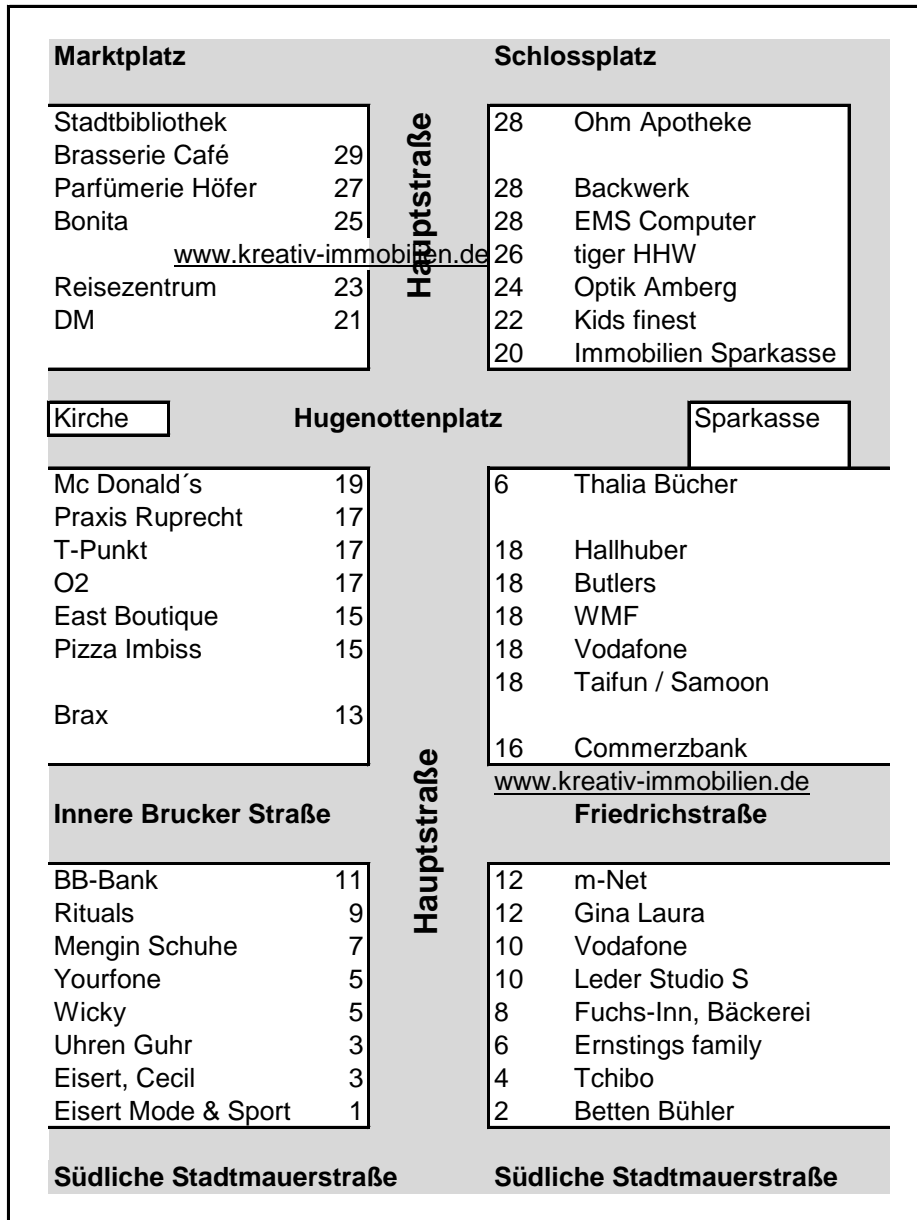 Marktplatz Schlossplatz
Stadtbibliothek 28 Ohm Apotheke
Brasserie Café 29
Parfümerie Höfer 27 28 Backwerk
Bonita 25 28 EMS Computer
www.kreativ-immobilien.de 26 tiger HHW
Reisezentrum 23 24 Optik Amberg
DM 21 22 Kids finest
20 Immobilien Sparkasse
Hauptstraße
Kirche Hugenottenplatz Sparkasse
Mc Donald´s 19 6 Thalia Bücher
Praxis Ruprecht 17
T-Punkt 17 18 Hallhuber
O2 17 18 Butlers
East Boutique 15 18 WMF
Pizza Imbiss 15 18 Vodafone
18 Taifun / Samoon
Brax 13
16 Commerzbank
www.kreativ-immobilien.de
Hauptstraße
Innere Brucker Straße Friedrichstraße
BB-Bank 11 12 m-Net
Rituals 9 12 Gina Laura
Mengin Schuhe 7 10 Vodafone
Yourfone 5 10 Leder Studio S
Wicky 5 8 Fuchs-Inn, Bäckerei
Uhren Guhr 3 6 Ernstings family
Eisert, Cecil 3 4 Tchibo
Eisert Mode & Sport 1 2 Betten Bühler
Südliche Stadtmauerstraße Südliche Stadtmauerstraße